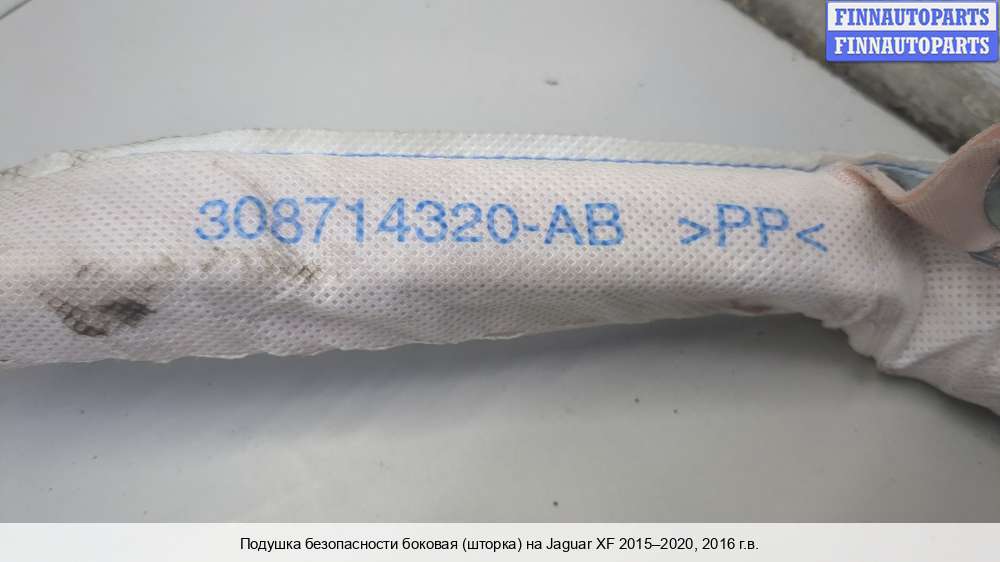 FINNAUTOPARTS
FINNAUTOPARTS
308714320-AB >PP<
Подушка безопасности боковая (шторка) на Jaguar XF 2015–2020, 2016 г.в.